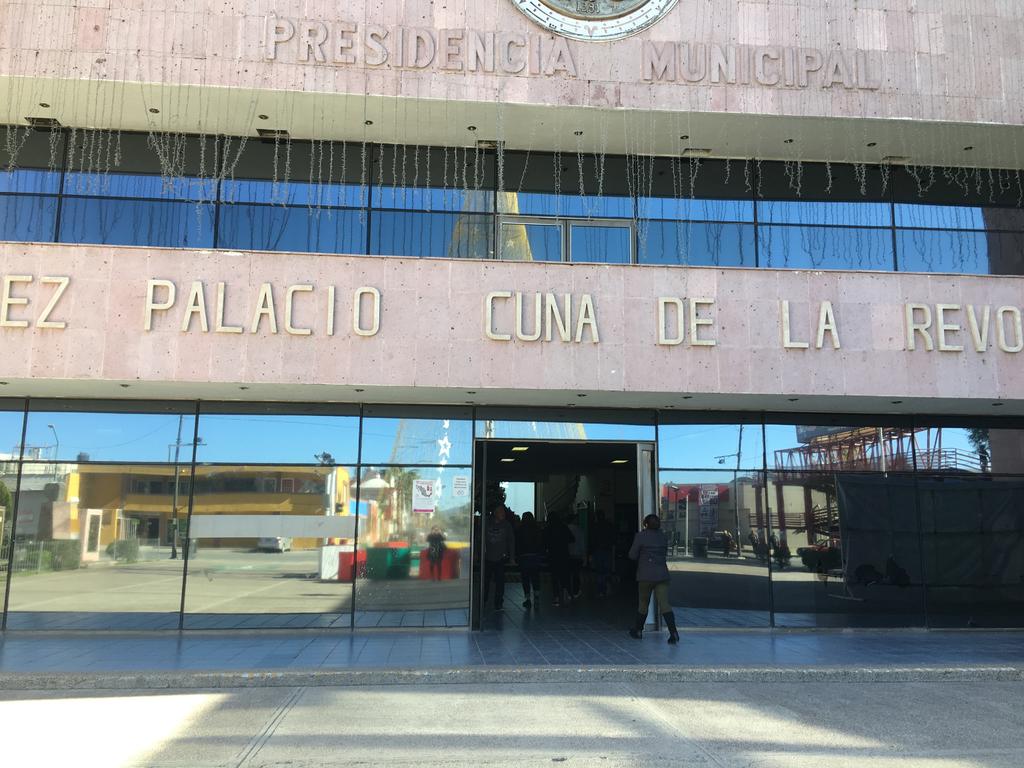 PRESIDENCIA MUNICIPAL
EZ PALACIO CUNA DE LA REVO